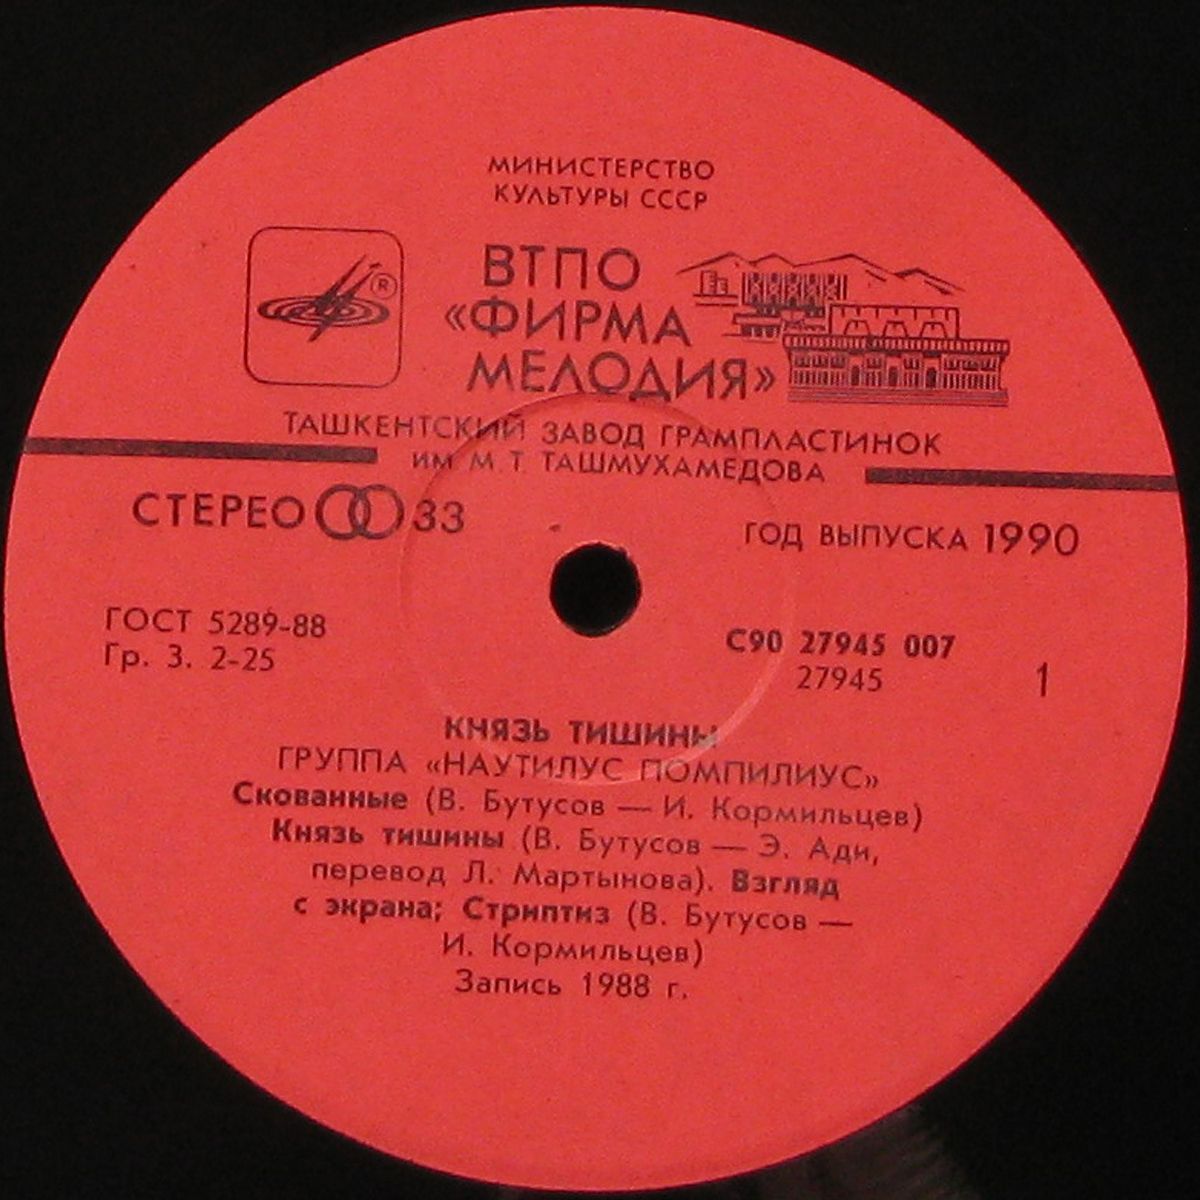 МИНИСТЕРСТВО
КУЛЬТУРЫ СССР
ВТПО
«ФИРМА
МЕЛОДИЯ»
®
ТАШКЕНТСКИЙ ЗАВОД ГРАМПЛАСТИНОК
ИМ М. Т ТАШМУХАМЕДОВА
СТЕРЕО 33
ГОД ВЫПУСКА 1990
ГОСТ 5289-88
Гр. 3. 2-25
С90 27945 007
27945
1
КНЯЗЬ ТИШИНЫ
ГРУППА «НАУТИЛУС ПОМПИЛИУС»
Скованные (В. Бутусов — И. Кормильцев)
Князь тишины (В. Бутусов — Э. Ади,
перевод Л. Мартынова). Взгляд
с экрана; Стриптиз (В. Бутусов —
И. Кормильцев)
Запись 1988 г.